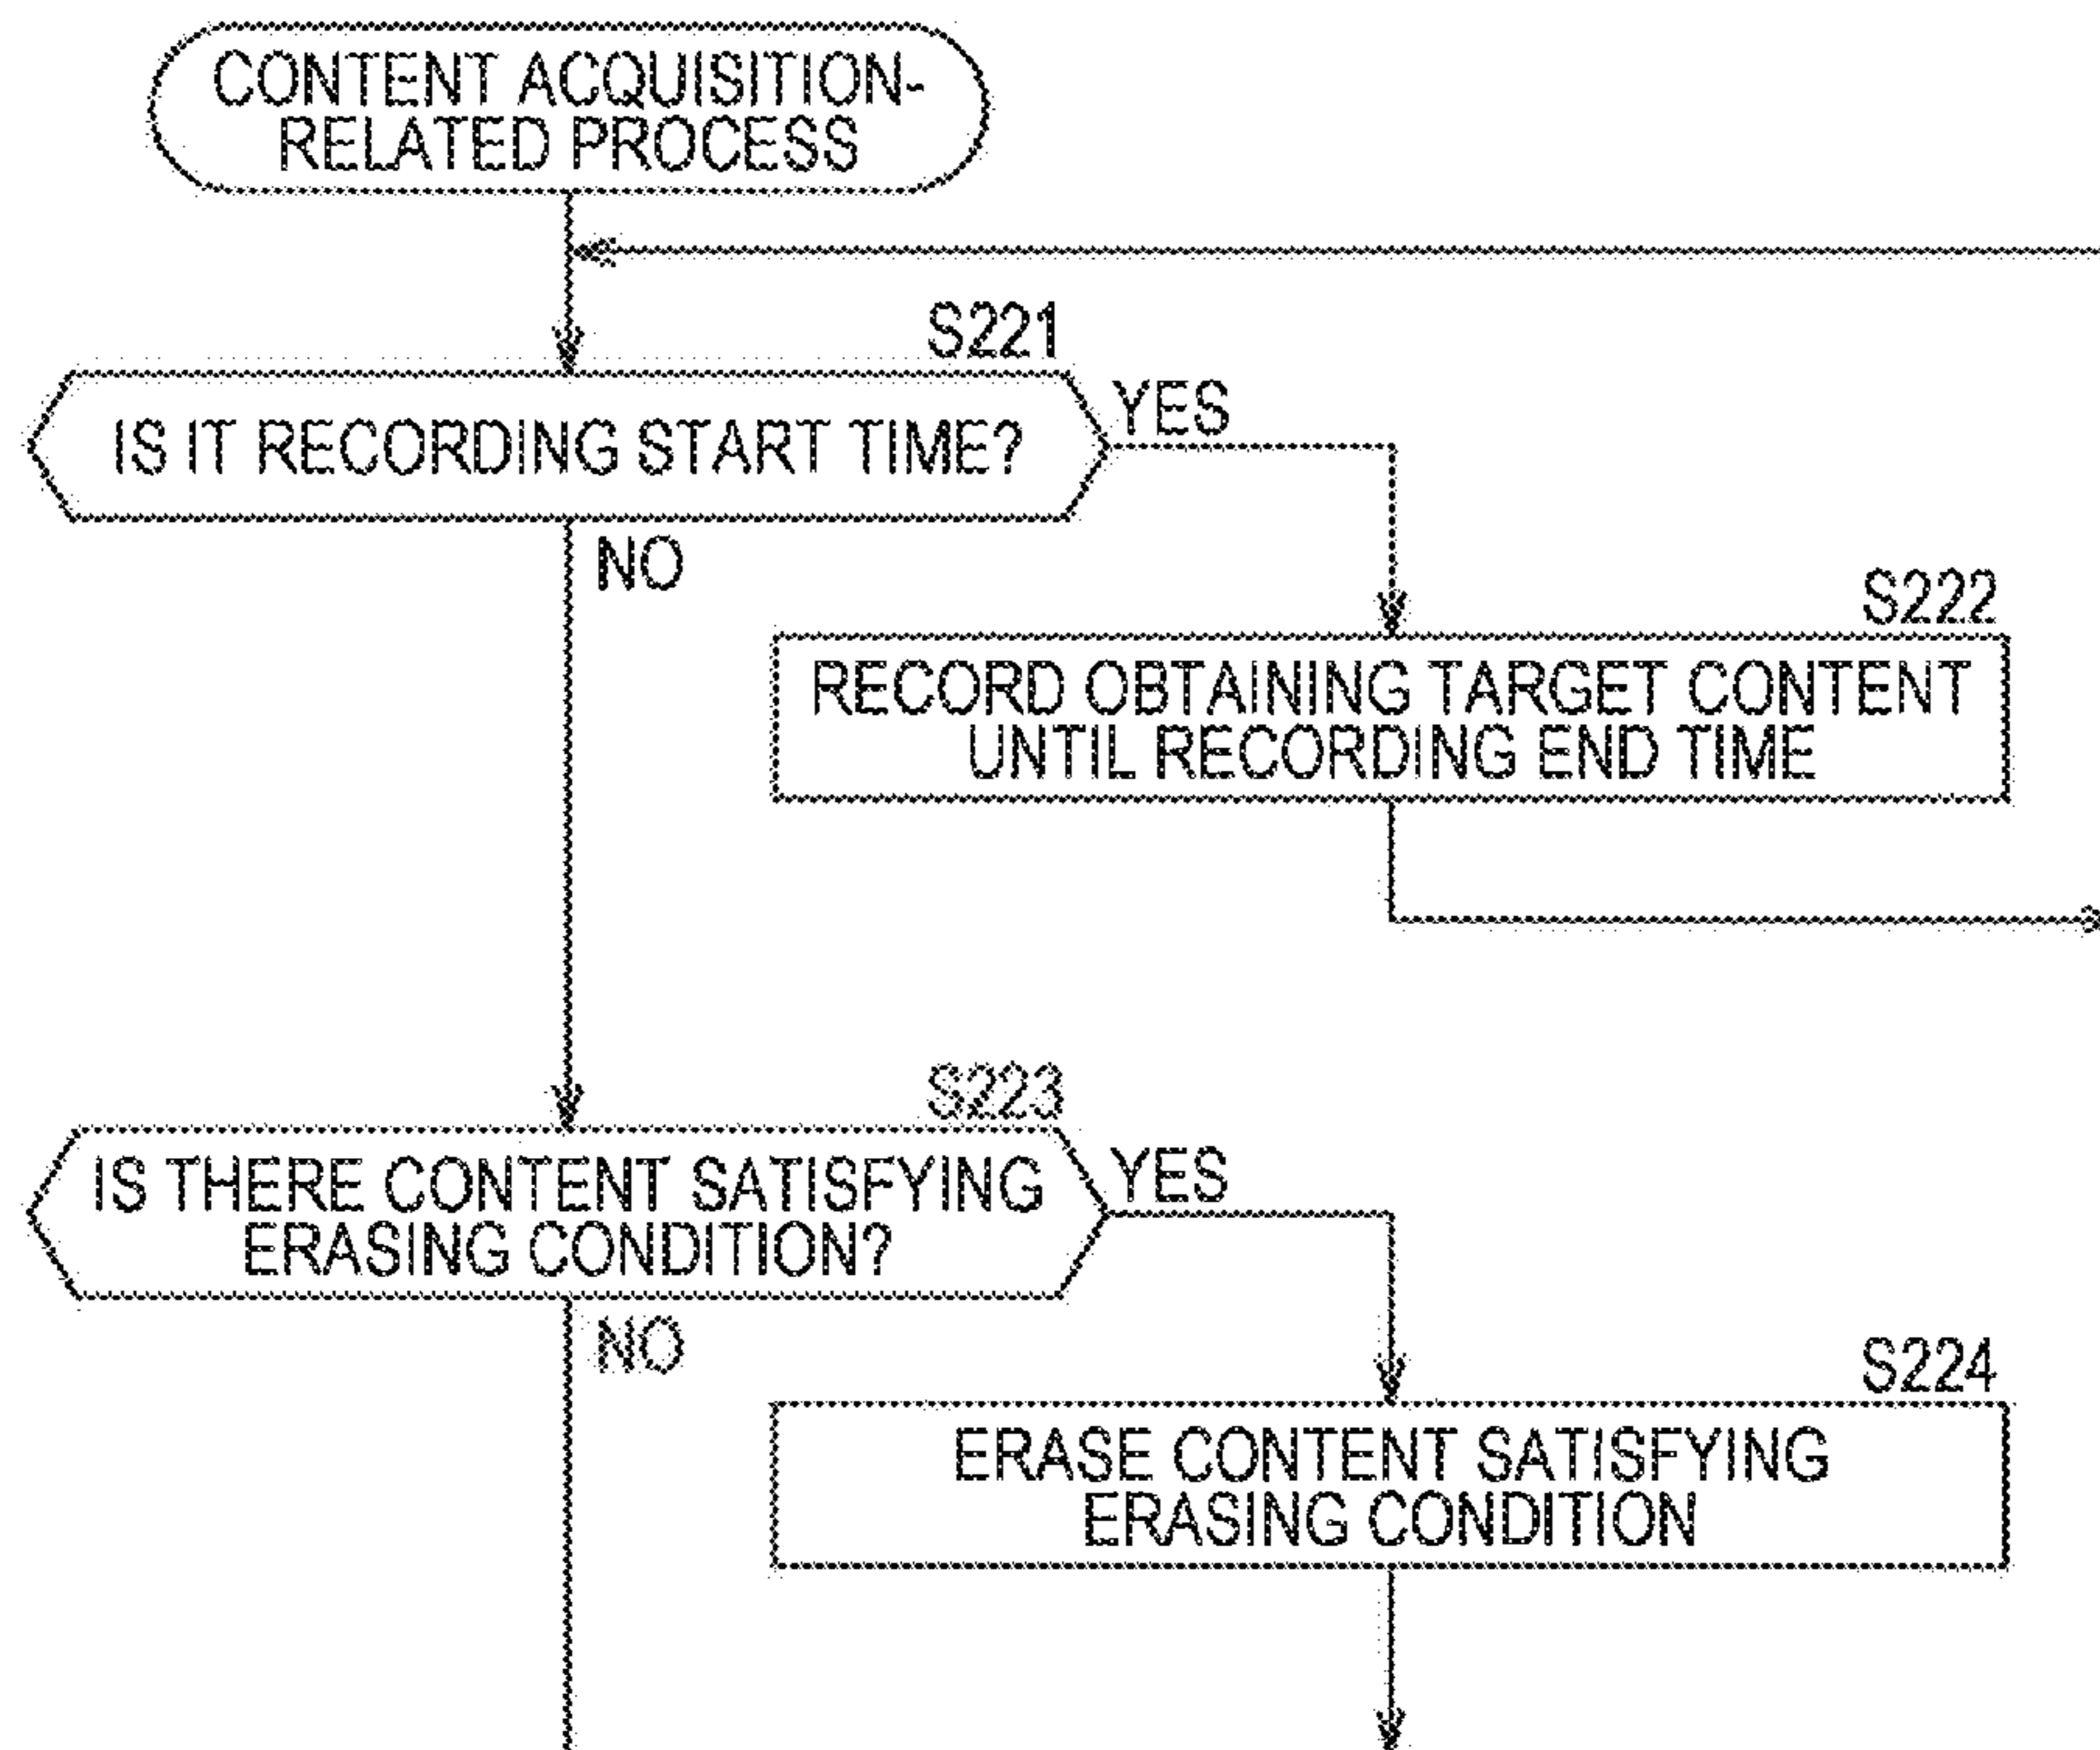 CONTENT ACQUISITION-
RELATED PROCESS
S221
IS IT RECORDING START TIME?
YES
NO
S222
RECORD OBTAINING TARGET CONTENT
UNTIL RECORDING END TIME
S223
IS THERE CONTENT SATISFYING
ERASING CONDITION?
YES
NO
S224
ERASE CONTENT SATISFYING
ERASING CONDITION